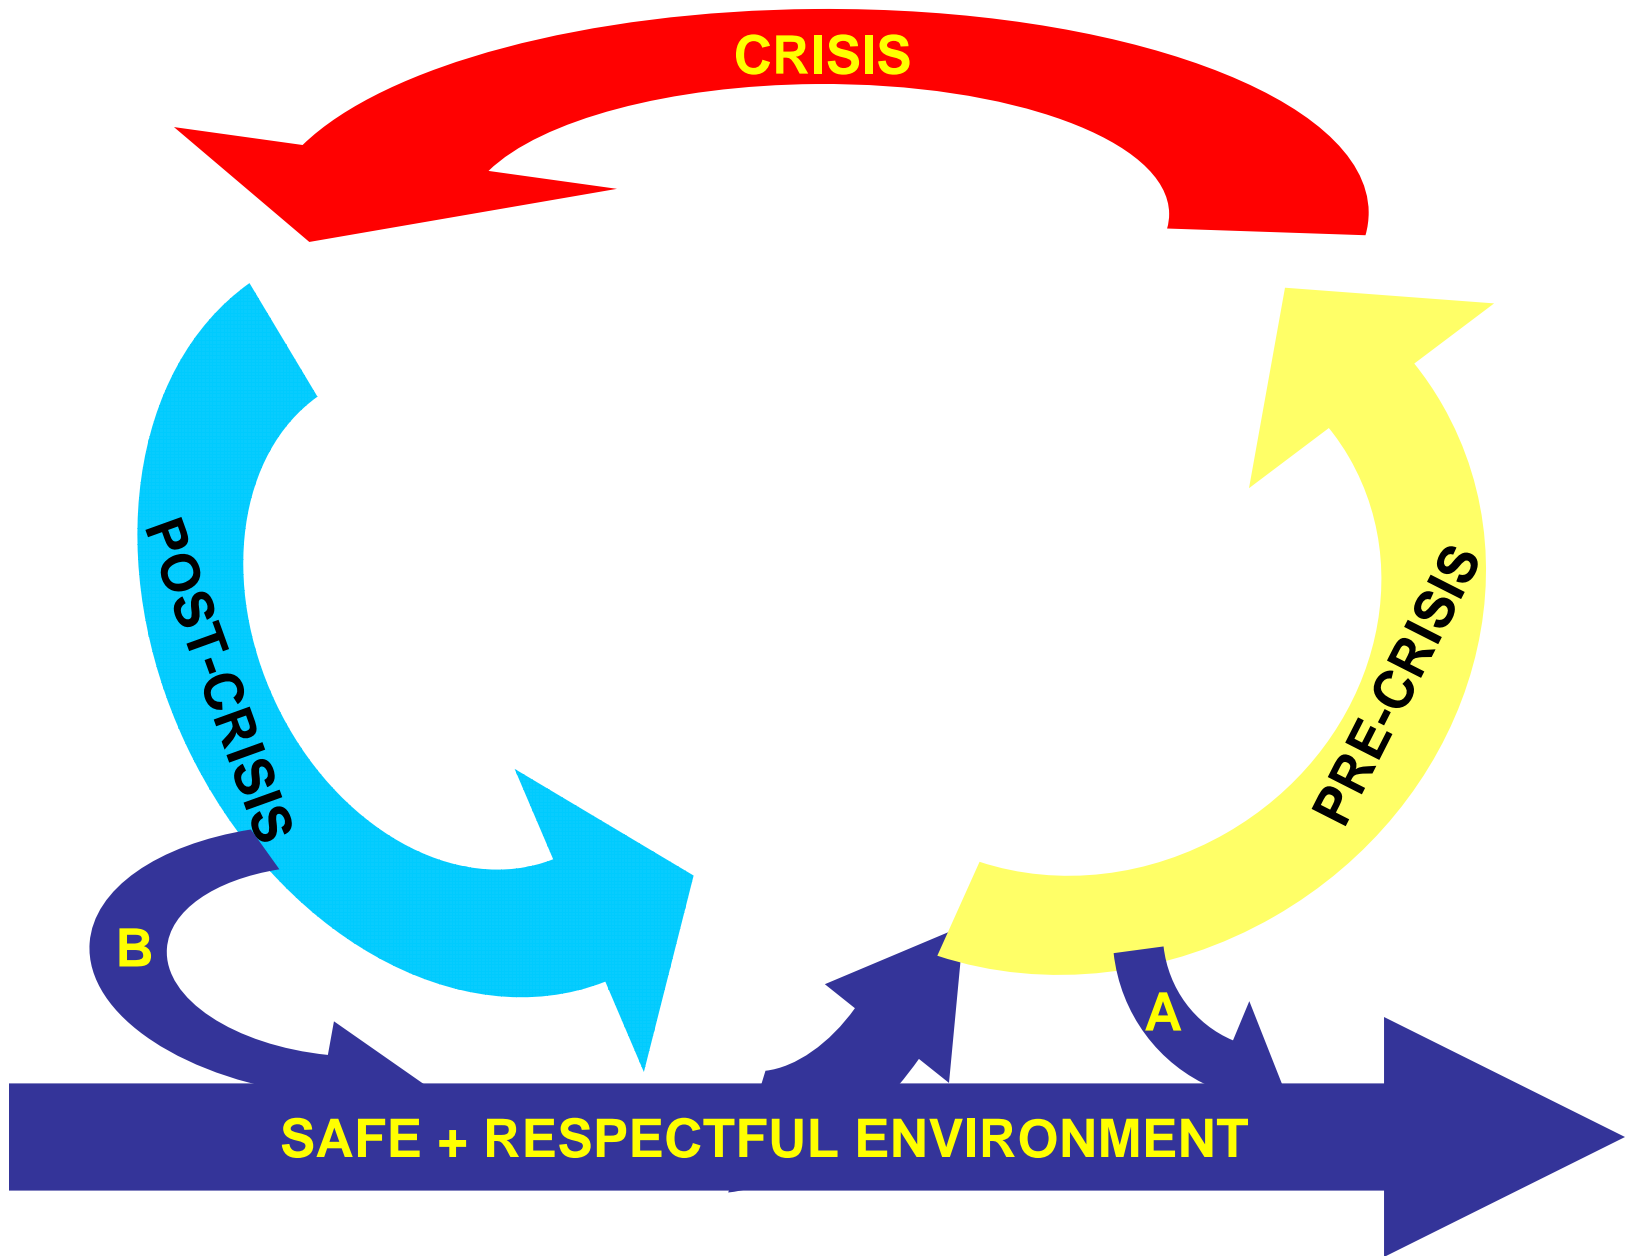 CRISIS
POST-CRISIS
PRE-CRISIS
B
A
SAFE + RESPECTFUL ENVIRONMENT